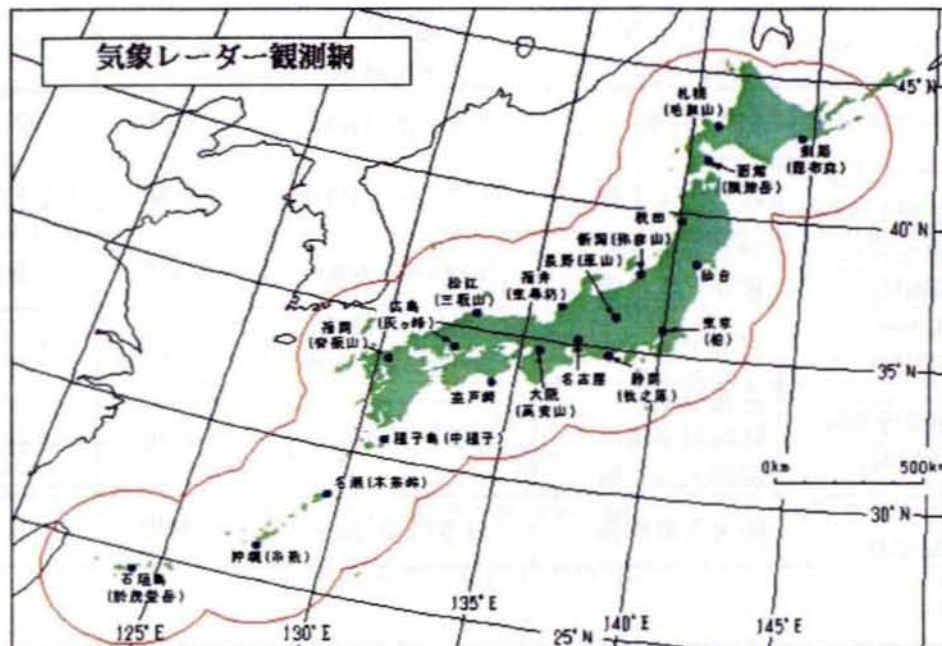 気象レーダー観測網
45°N
札幌
(毛無山)
釧路
(昆布森)
函館
(横津岳)
40°N
秋田
新潟(弥彦山)
仙台
長野(車山)
福井
(東尋坊)
松江
(三坂山)
広島
(灰ヶ峰)
福岡
(脊振山)
東京
(柏)
35°N
名古屋
静岡
(牧之原)
大阪
(高安山)
室戸岬
種子島(中種子)
0km
500km
名瀬(本茶峠)
30°N
沖縄(糸数)
石垣島
(於茂登岳)
125°E
130°E
135°E
25°N
140°E
145°E